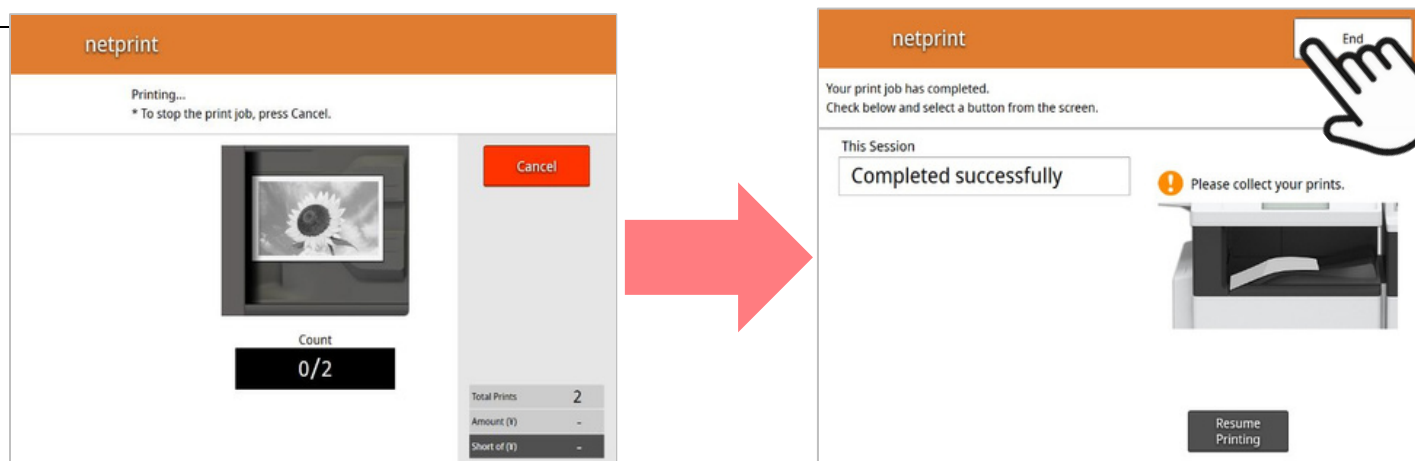 netprint
Printing...
* To stop the print job, press Cancel.
Cancel
Count
0/2
Total Prints 2
Amount (¥) -
Short of (¥) -
netprint
End
Your print job has completed.
Check below and select a button from the screen.
This Session
Completed successfully
Please collect your prints.
Resume
Printing